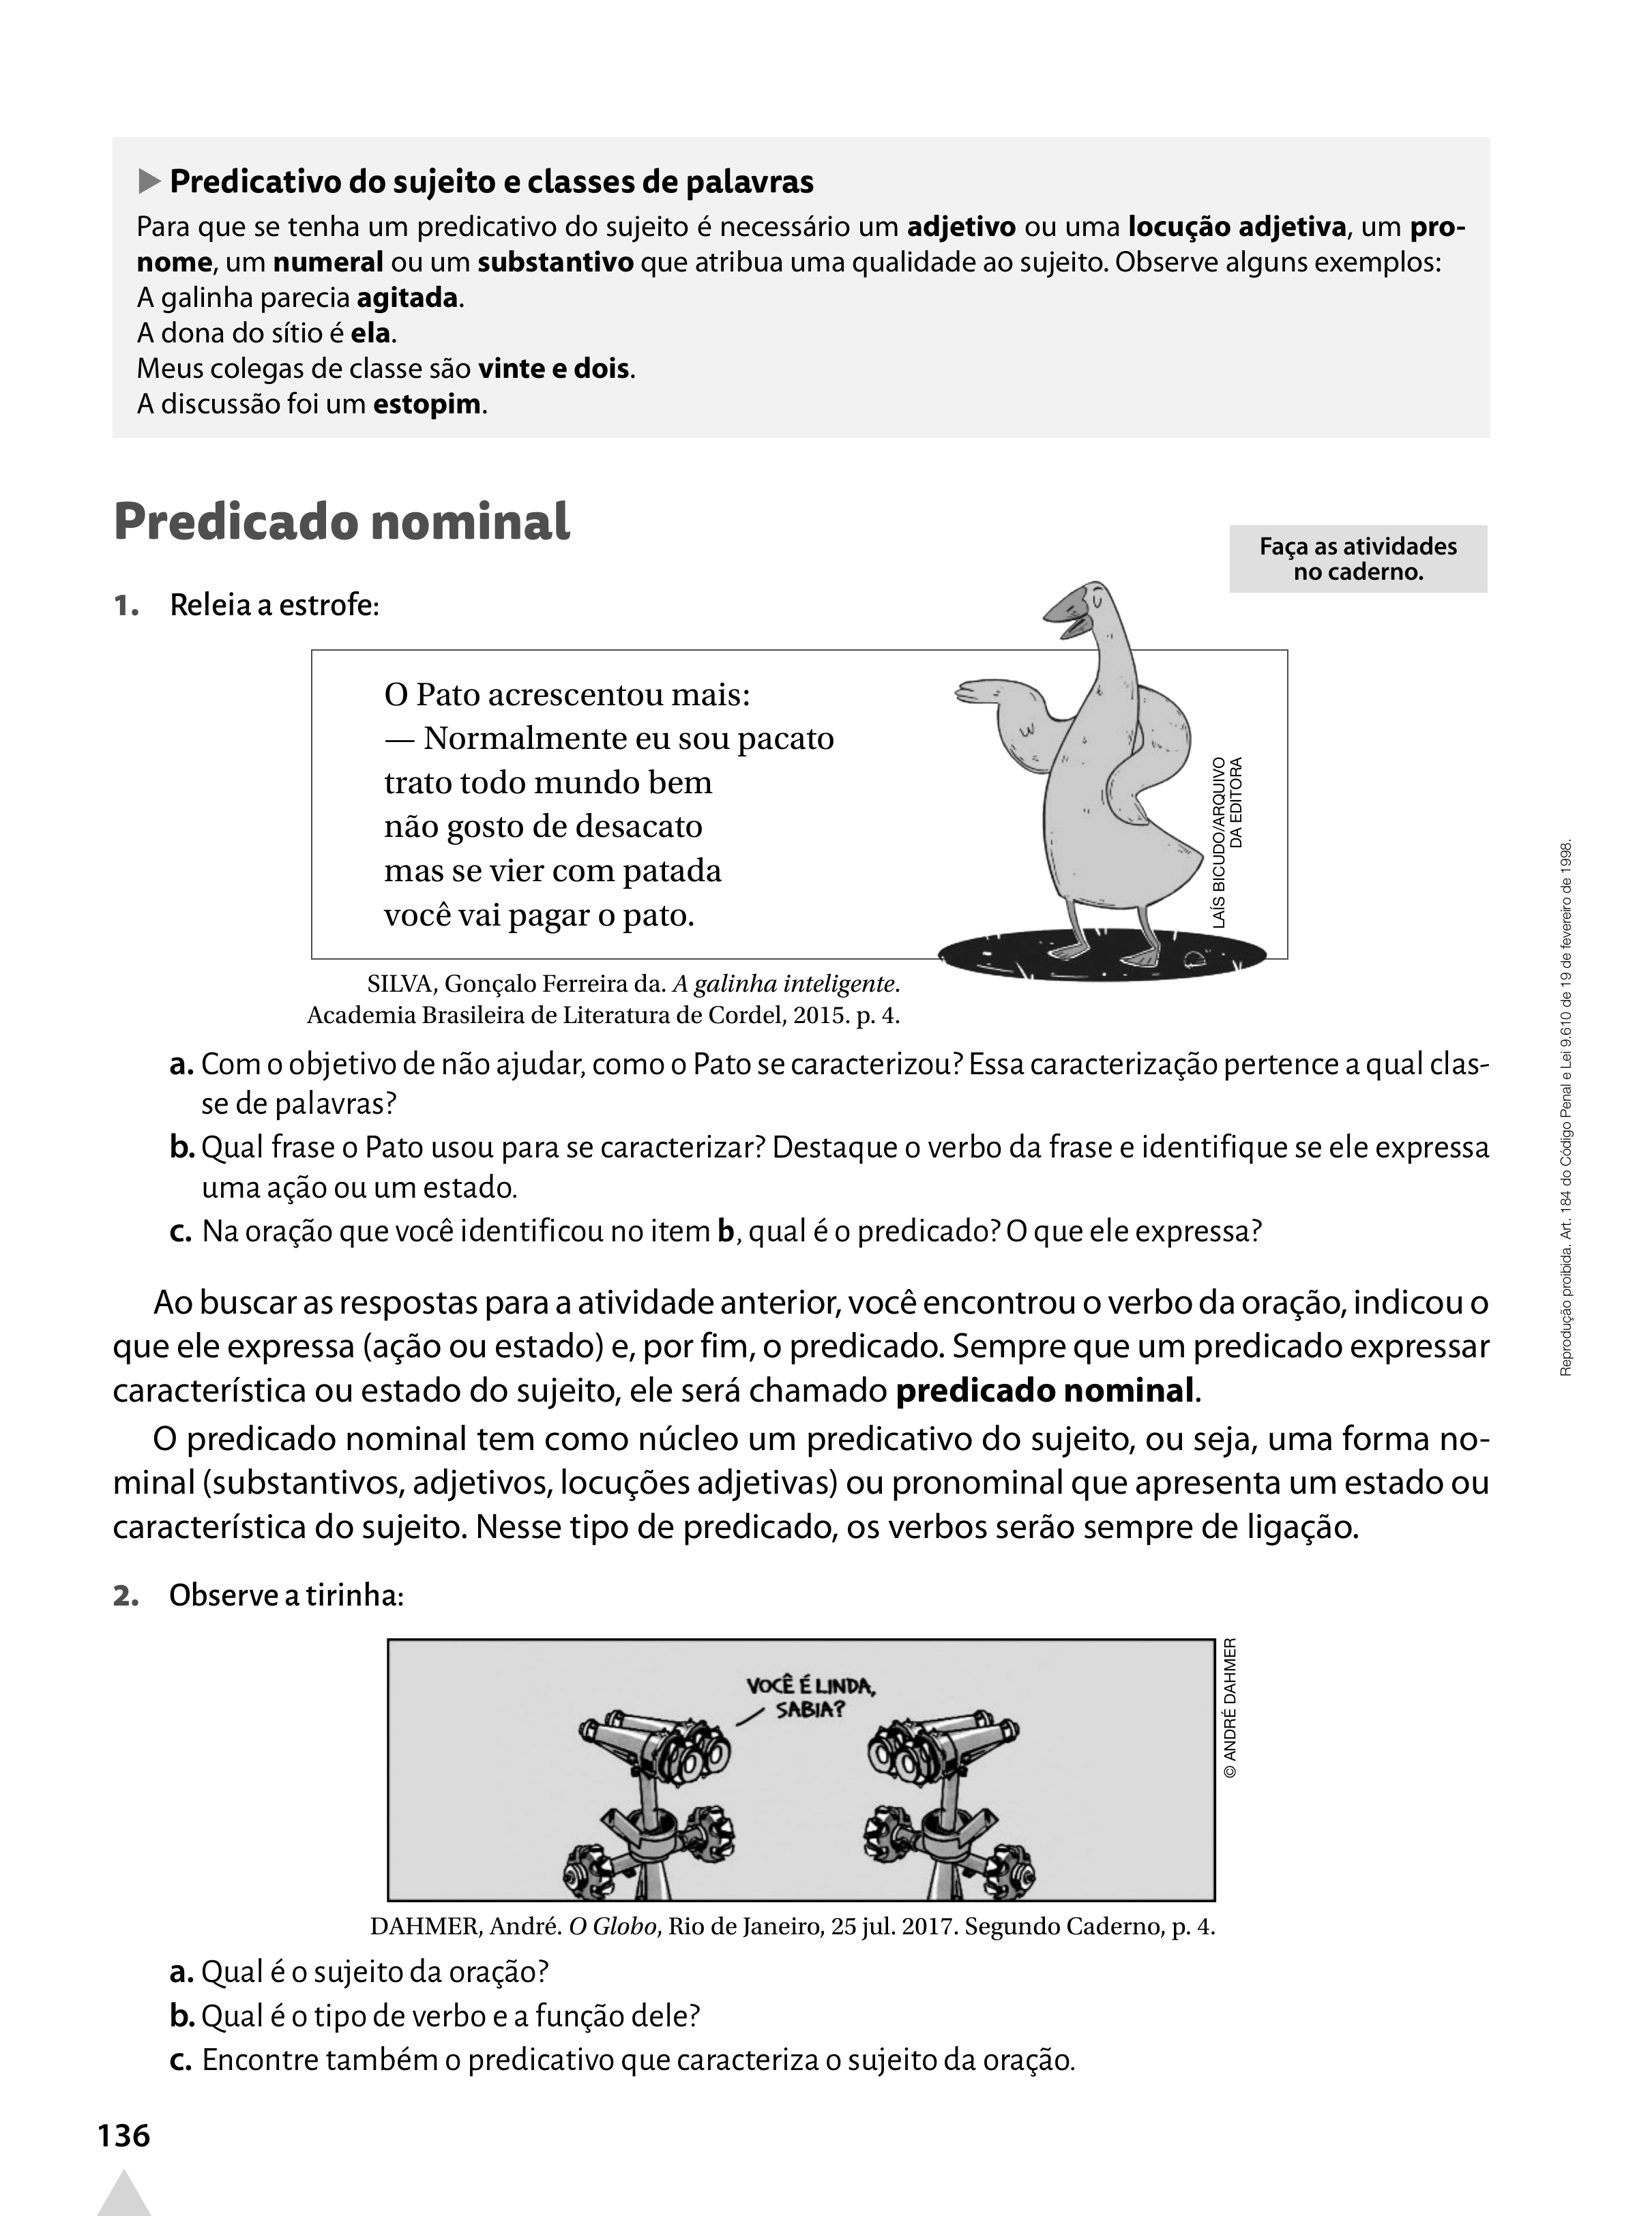 ▶ Predicativo do sujeito e classes de palavras
Para que se tenha um predicativo do sujeito é necessário um adjetivo ou uma locução adjetiva, um pro-
nome, um numeral ou um substantivo que atribua uma qualidade ao sujeito. Observe alguns exemplos:
A galinha parecia agitada.
A dona do sítio é ela.
Meus colegas de classe são vinte e dois.
A discussão foi um estopim.
Predicado nominal
Faça as atividades
no caderno.
1. Releia a estrofe:
O Pato acrescentou mais:
— Normalmente eu sou pacato
trato todo mundo bem
não gosto de desacato
mas se vier com patada
você vai pagar o pato.
LAÍS BICUDO/ARQUIVO
DA EDITORA
SILVA, Gonçalo Ferreira da. A galinha inteligente.
Academia Brasileira de Literatura de Cordel, 2015. p. 4.
a. Com o objetivo de não ajudar, como o Pato se caracterizou? Essa caracterização pertence a qual clas-
se de palavras?
b. Qual frase o Pato usou para se caracterizar? Destaque o verbo da frase e identifique se ele expressa
uma ação ou um estado.
c. Na oração que você identificou no item b, qual é o predicado? O que ele expressa?
Ao buscar as respostas para a atividade anterior, você encontrou o verbo da oração, indicou o
que ele expressa (ação ou estado) e, por fim, o predicado. Sempre que um predicado expressar
característica ou estado do sujeito, ele será chamado predicado nominal.
O predicado nominal tem como núcleo um predicativo do sujeito, ou seja, uma forma no-
minal (substantivos, adjetivos, locuções adjetivas) ou pronominal que apresenta um estado ou
característica do sujeito. Nesse tipo de predicado, os verbos serão sempre de ligação.
2. Observe a tirinha:
VOCÊ É LINDA,
SABIA?
© ANDRÉ DAHMER
DAHMER, André. O Globo, Rio de Janeiro, 25 jul. 2017. Segundo Caderno, p. 4.
a. Qual é o sujeito da oração?
b. Qual é o tipo de verbo e a função dele?
c. Encontre também o predicativo que caracteriza o sujeito da oração.
136
Reprodução proibida. Art. 184 do Código Penal e Lei 9.610 de 19 de fevereiro de 1998.